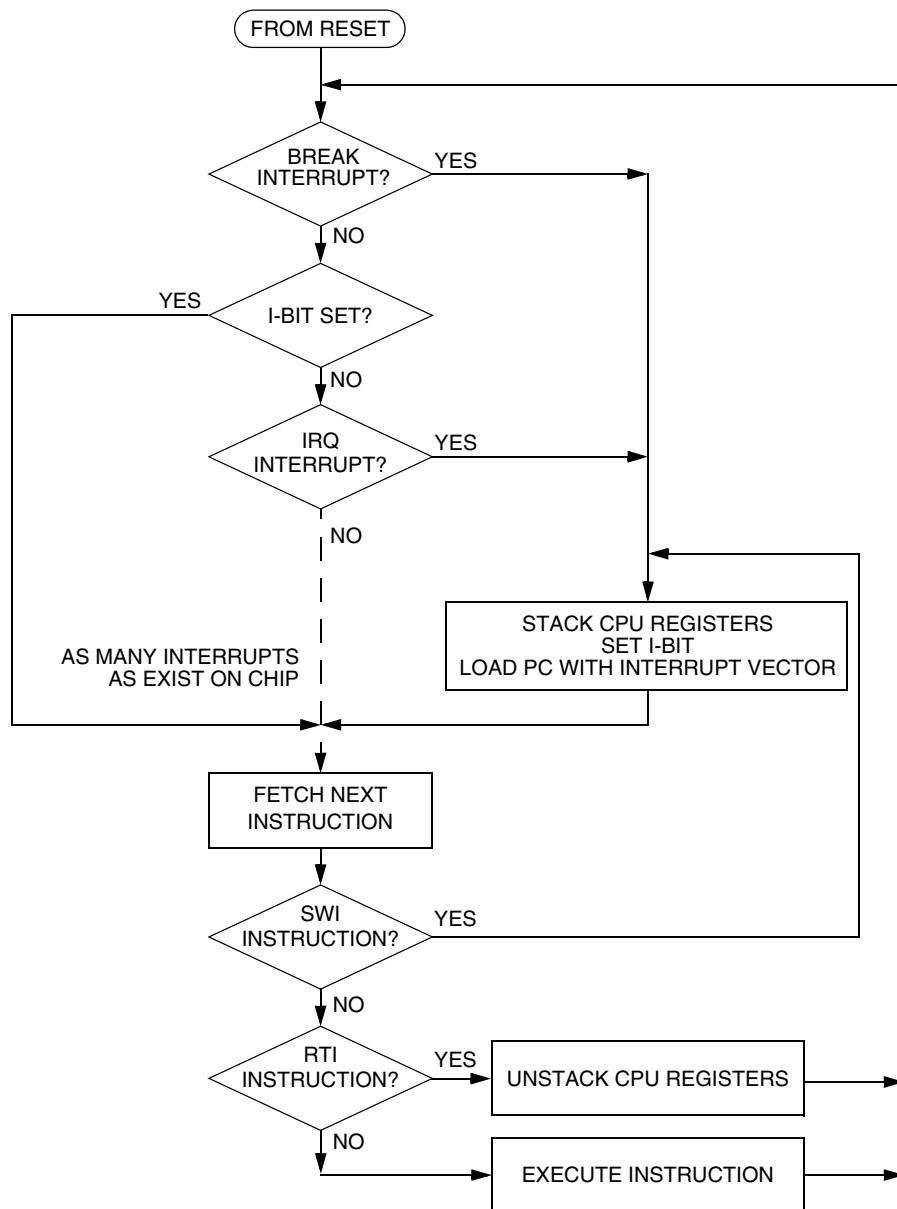 FROM RESET
BREAK
INTERRUPT?
YES
NO
YES
I-BIT SET?
NO
IRQ
INTERRUPT?
YES
NO
STACK CPU REGISTERS
SET I-BIT
LOAD PC WITH INTERRUPT VECTOR
AS MANY INTERRUPTS
AS EXIST ON CHIP
FETCH NEXT
INSTRUCTION
SWI
INSTRUCTION?
YES
NO
RTI
INSTRUCTION?
YES
UNSTACK CPU REGISTERS
NO
EXECUTE INSTRUCTION